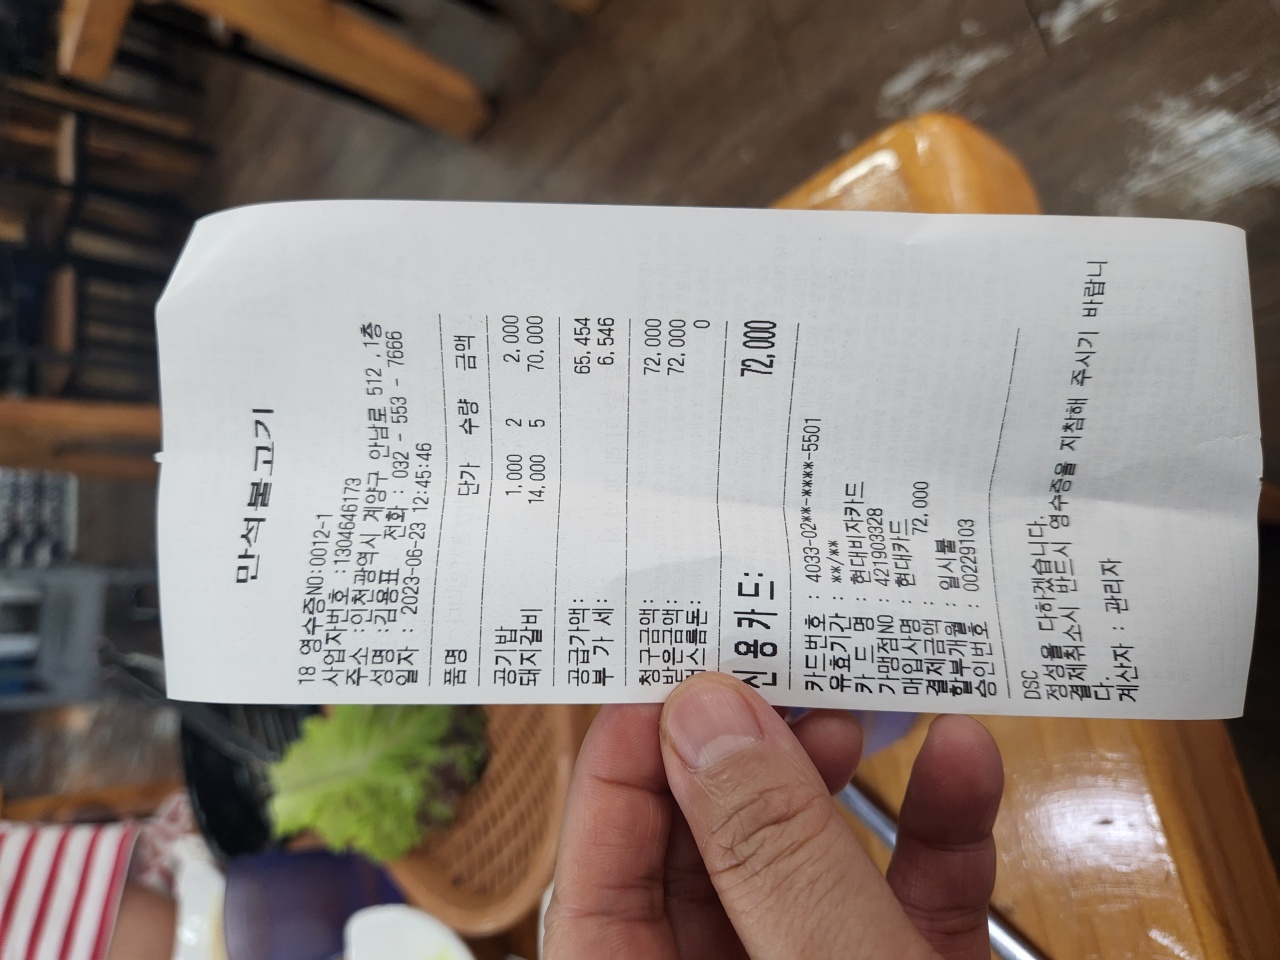 만석불고기
18 영수증NO:0012-1
사업자번호 :1304646173
주소 :인천광역시 계양구 안남로 512 ,1층
성명 :김용표 전화 : 032 - 553 - 7666
일자 : 2023-06-23 12:45:46
품명 단가 수량 금액
공기밥 1,000 2 2,000
돼지갈비 14,000 5 70,000
공급가액: 65,454
부 가 세: 6,546
청구금액: 72,000
받은금액: 72,000
거스름돈: 0
신용카드: 72,000
카드번호 : 4033-02**-****-5501
유효기간 : **/**
카 드 명 : 현대비자카드
가맹점NO : 421903328
매입사명 : 현대카드
결제금액 : 72,000
할부개월 : 일시불
승인번호 : 00229103
DSC
정성을 다하겠습니다.
결제취소시 반드시 영수증을 지참해 주시기 바랍니
다.
계산자 : 관리자